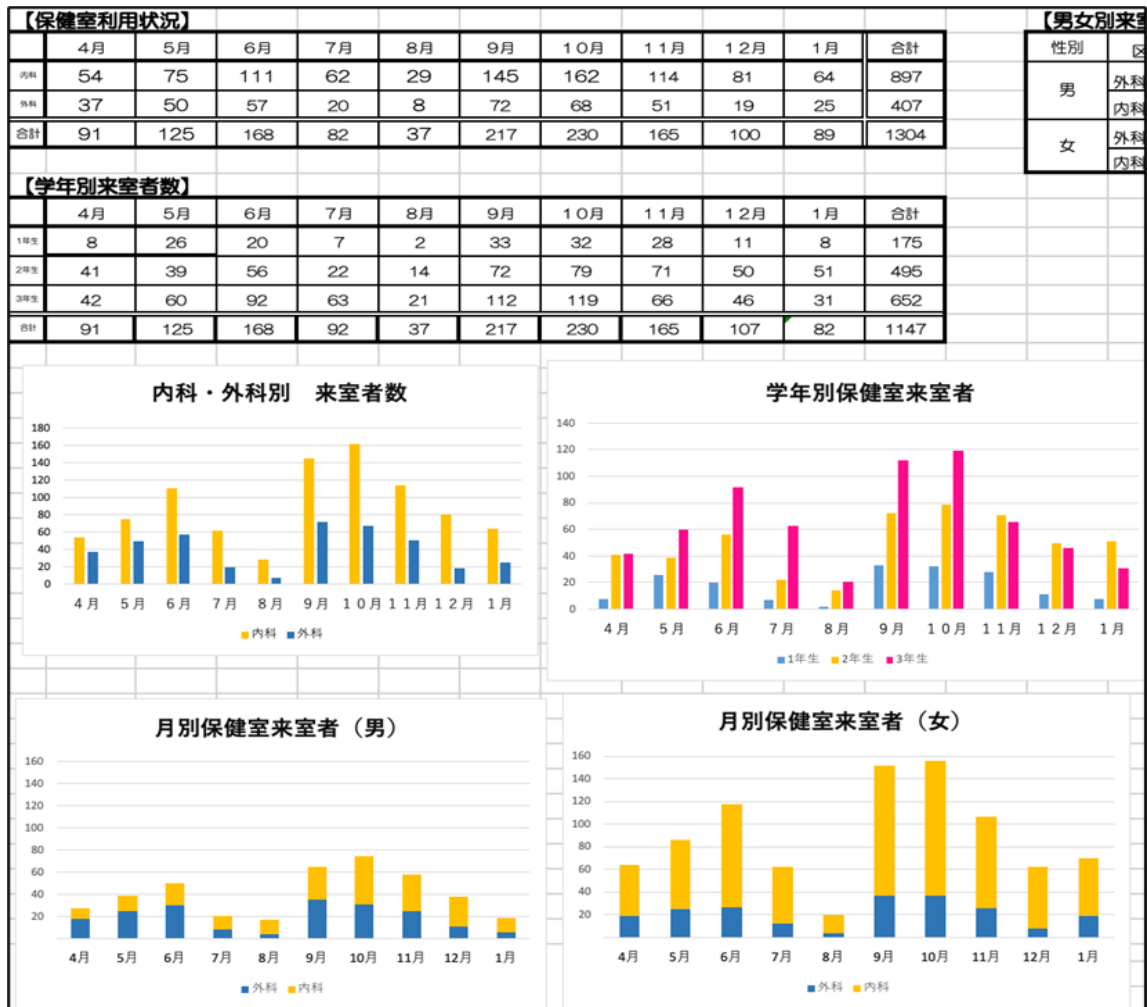 【保健室利用状況】
4月 5月 6月 7月 8月 9月 10月 11月 12月 1月 合計
内科 54 75 111 62 29 145 162 114 81 64 897
外科 37 50 57 20 8 72 68 51 19 25 407
合計 91 125 168 82 37 217 230 165 100 89 1304
【男女別来室
性別 区
男 外科
内科
女 外科
内科
【学年別来室者数】
4月 5月 6月 7月 8月 9月 10月 11月 12月 1月 合計
1年生 8 26 20 7 2 33 32 28 11 8 175
2年生 41 39 56 22 14 72 79 71 50 51 495
3年生 42 60 92 63 21 112 119 66 46 31 652
合計 91 125 168 92 37 217 230 165 107 82 1147
内科・外科別 来室者数
180
160
140
120
100
80
60
40
20
0
4月 5月 6月 7月 8月 9月 10月 11月 12月 1月
内科 外科
学年別保健室来室者
140
120
100
80
60
40
20
0
4月 5月 6月 7月 8月 9月 10月 11月 12月 1月
1年生 2年生 3年生
月別保健室来室者（男）
160
140
120
100
80
60
40
20
4月 5月 6月 7月 8月 9月 10月 11月 12月 1月
外科 内科
月別保健室来室者（女）
160
140
120
100
80
60
40
20
4月 5月 6月 7月 8月 9月 10月 11月 12月 1月
外科 内科